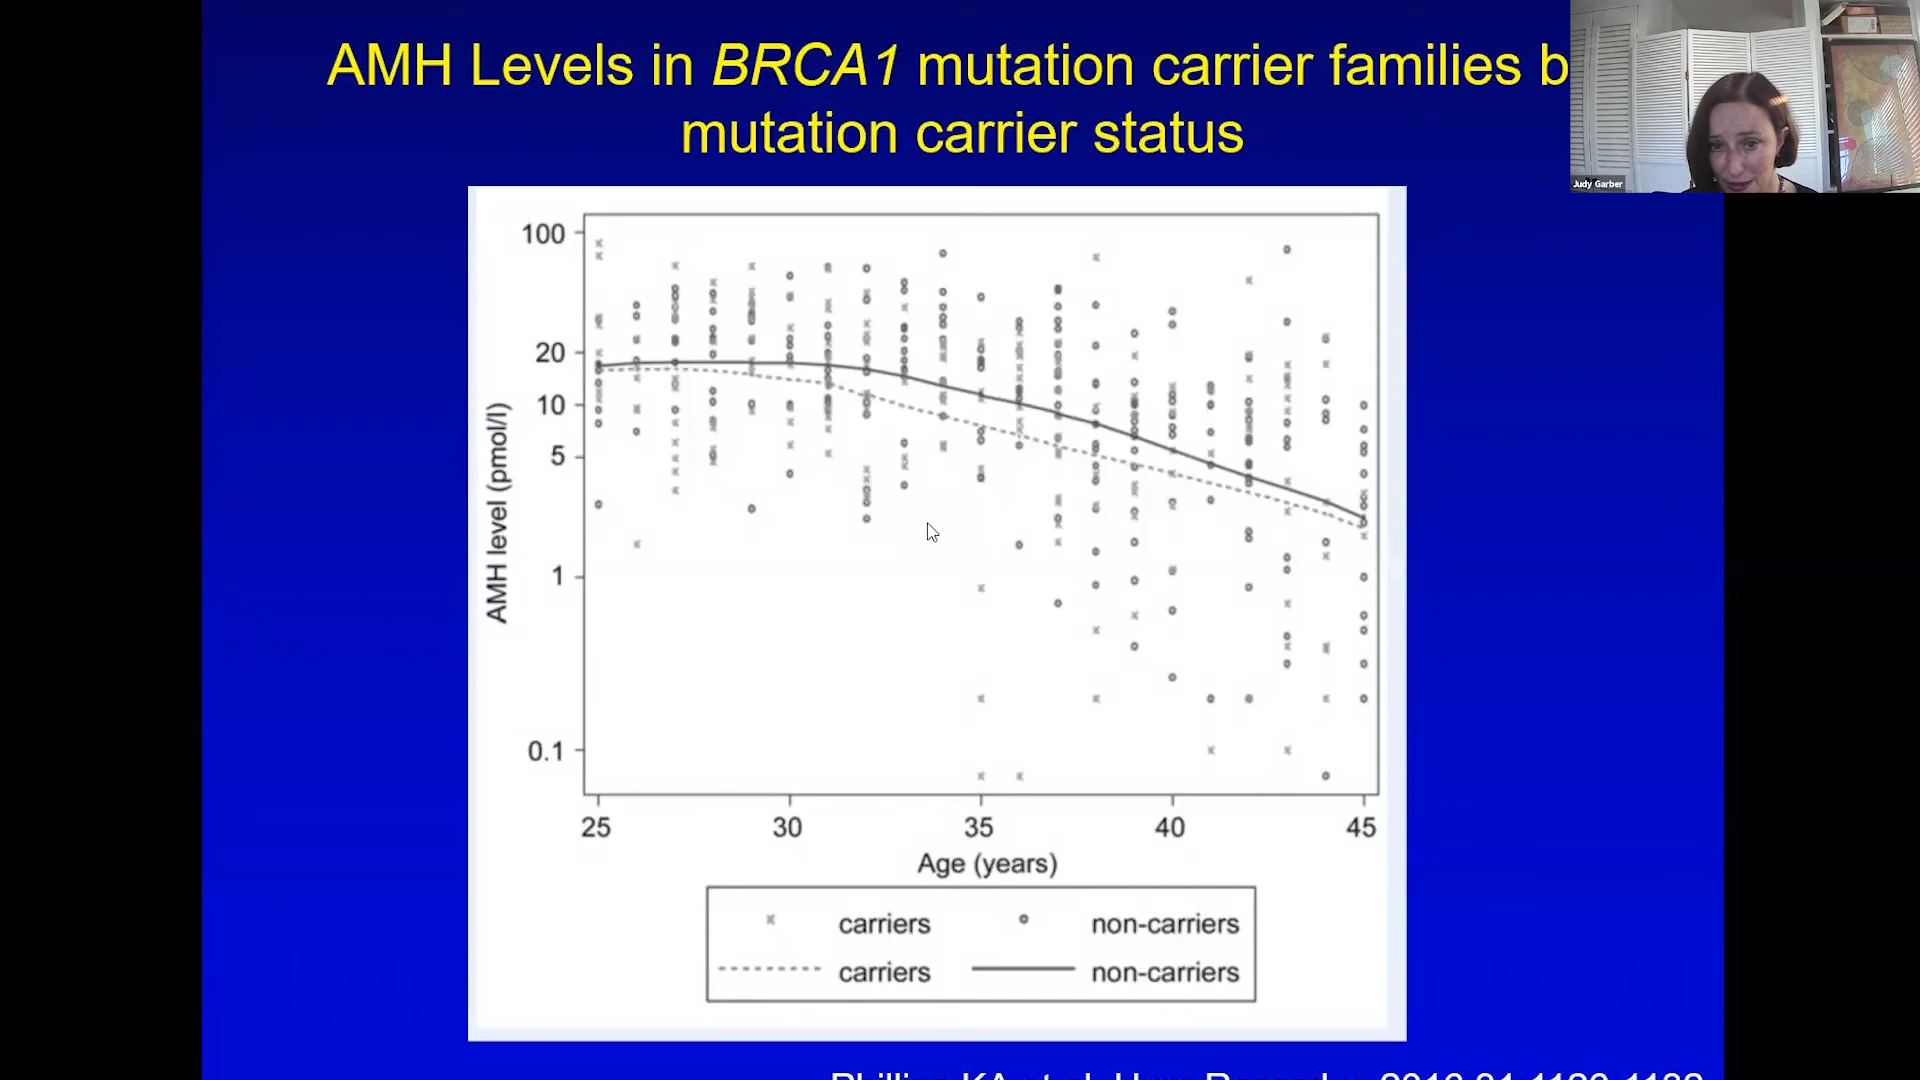 AMH Levels in BRCA1 mutation carrier families b
mutation carrier status
Judy Garber
100
20
10
5
1
0.1
AMH level (pmol/l)
25 30 35 40 45
Age (years)
carriers non-carriers
carriers non-carriers